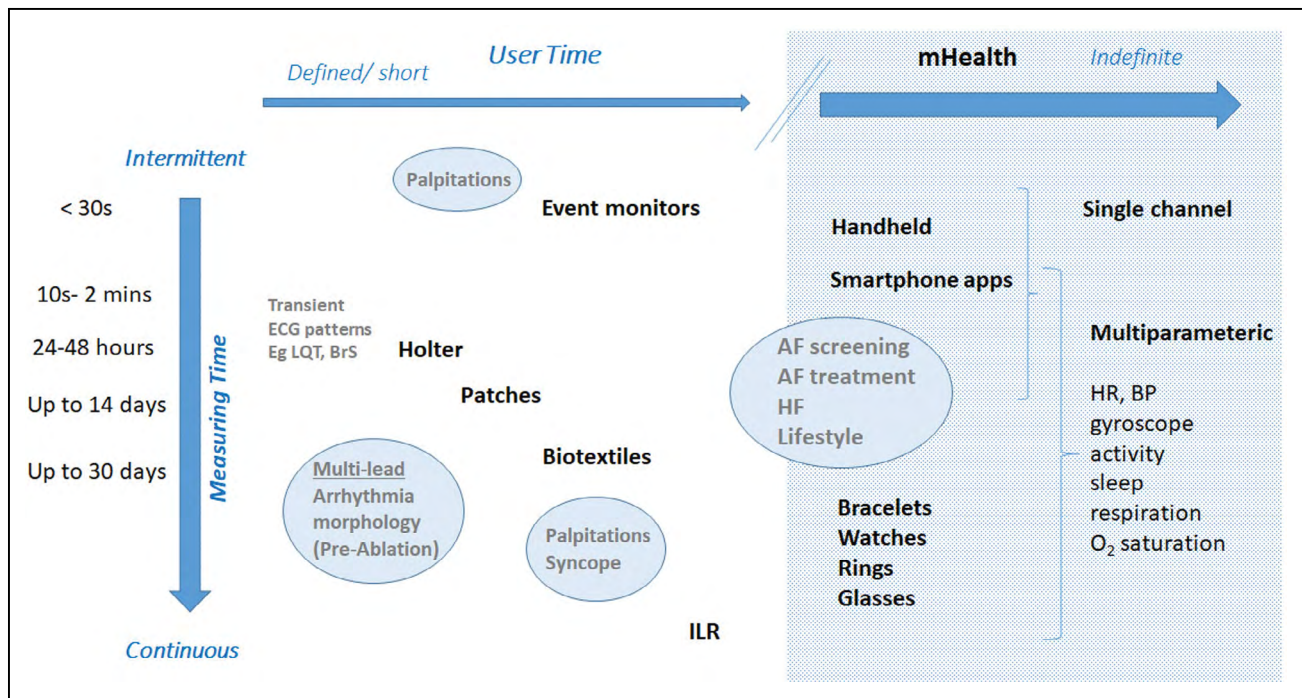 User Time
Defined/ short
mHealth
Indefinite
Intermittent
< 30s
10s- 2 mins
24-48 hours
Up to 14 days
Up to 30 days
Measuring Time
Continuous
Palpitations
Event monitors
Transient
ECG patterns
Eg LQT, BrS
Holter
Patches
Biotextiles
Multi-lead
Arrhythmia
morphology
(Pre-Ablation)
Palpitations
Syncope
ILR
Handheld
Smartphone apps
AF screening
AF treatment
HF
Lifestyle
Bracelets
Watches
Rings
Glasses
Single channel
Multiparameteric
HR, BP
gyroscope
activity
sleep
respiration
O₂ saturation